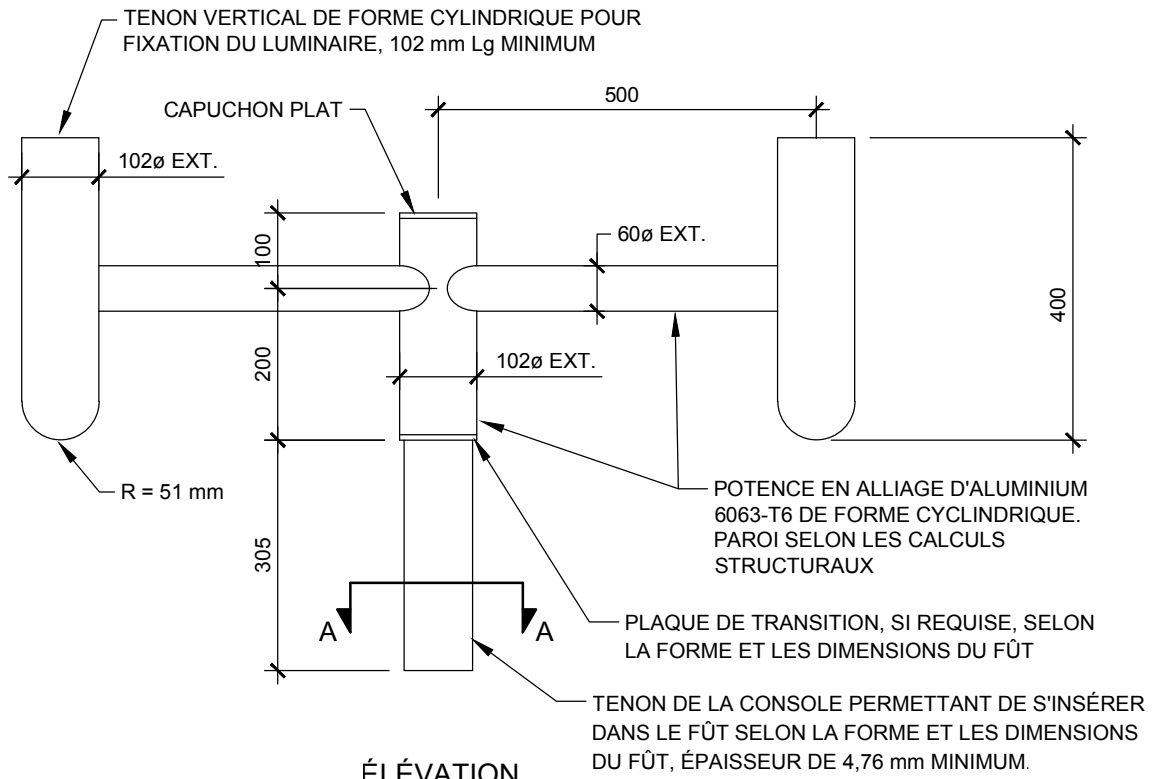 TENON VERTICAL DE FORME CYLINDRIQUE POUR
FIXATION DU LUMINAIRE, 102 mm Lg MINIMUM
CAPUCHON PLAT
500
102ø EXT.
60ø EXT.
100
400
200
102ø EXT.
R = 51 mm
POTENCE EN ALLIAGE D'ALUMINIUM
6063-T6 DE FORME CYCLINDRIQUE.
PAROI SELON LES CALCULS
STRUCTURAUX
305
A
A
PLAQUE DE TRANSITION, SI REQUISE, SELON
LA FORME ET LES DIMENSIONS DU FÛT
TENON DE LA CONSOLE PERMETTANT DE S'INSÉRER
DANS LE FÛT SELON LA FORME ET LES DIMENSIONS
DU FÛT, ÉPAISSEUR DE 4,76 mm MINIMUM.
ÉLÉVATION